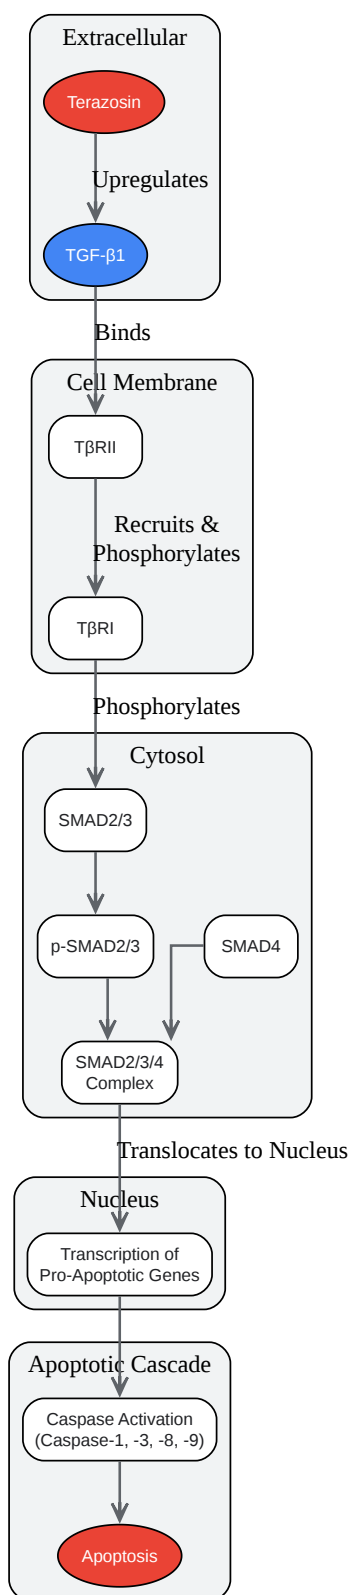 Extracellular
Terazosin
Upregulates
TGF-β1
Binds
Cell Membrane
TβRII
Recruits &
Phosphorylates
TβRI
Phosphorylates
Cytosol
SMAD2/3
p-SMAD2/3
SMAD4
SMAD2/3/4
Complex
Translocates to Nucleus
Nucleus
Transcription of
Pro-Apoptotic Genes
Apoptotic Cascade
Caspase Activation
(Caspase-1, -3, -8, -9)
Apoptosis